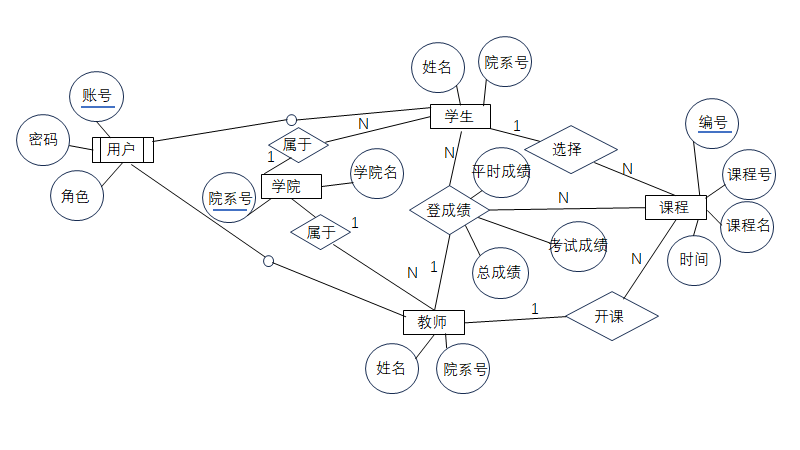 姓名
院系号
账号
学生
N
1
编号
密码
用户
属于
选择
1
N
平时成绩
学院名
N
课程号
角色
学院
院系号
登成绩
N
课程
课程名
属于
1
考试成绩
时间
总成绩
N
1
N
教师
1
开课
姓名
院系号